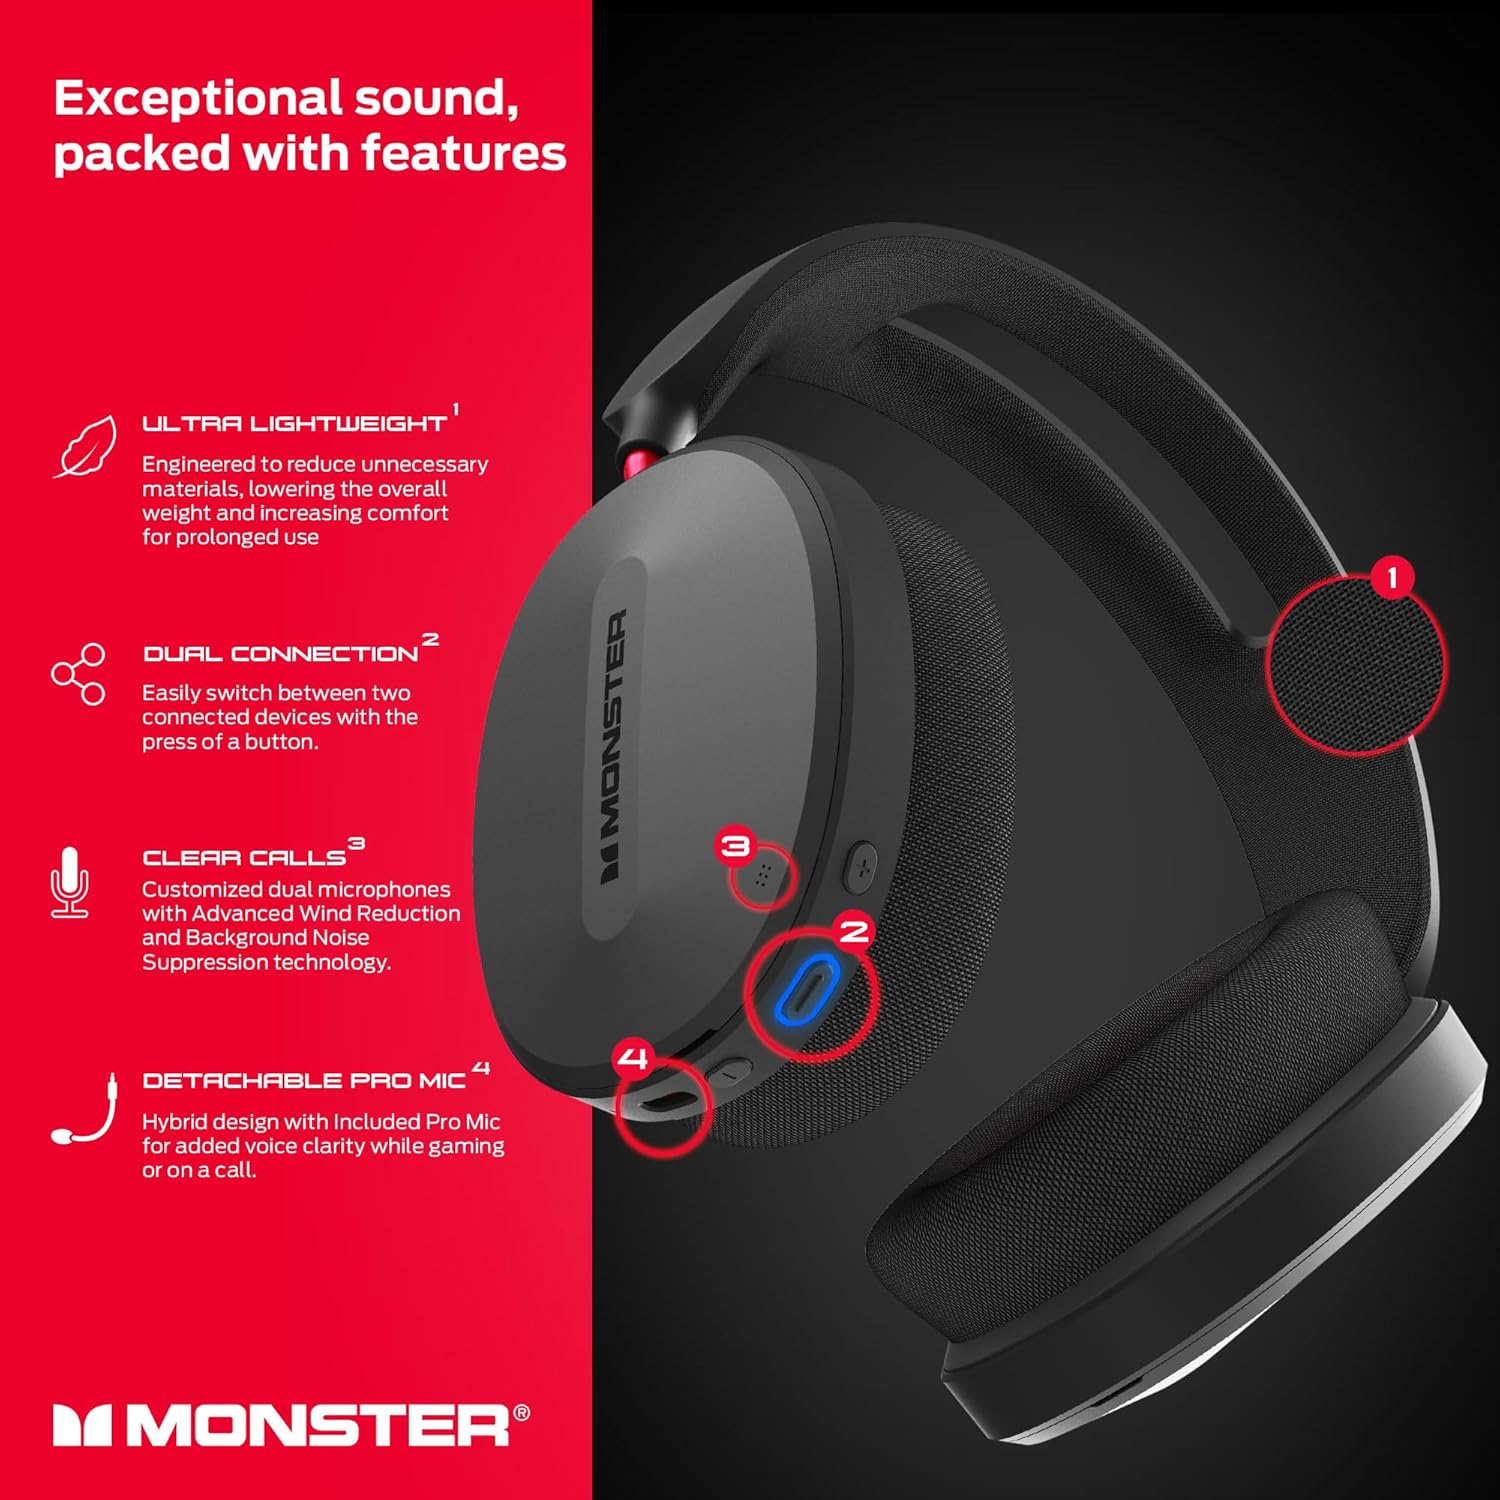 Exceptional sound,
packed with features
ULTRA LIGHTWEIGHT 1
Engineered to reduce unnecessary
materials, lowering the overall
weight and increasing comfort
for prolonged use
DUAL CONNECTION 2
Easily switch between two
connected devices with the
press of a button.
CLEAR CALLS 3
Customized dual microphones
with Advanced Wind Reduction
and Background Noise
Suppression technology.
DETACHABLE PRO MIC 4
Hybrid design with Included Pro Mic
for added voice clarity while gaming
or on a call.
MONSTER®
MONSTER
1
3
+
2
4
-